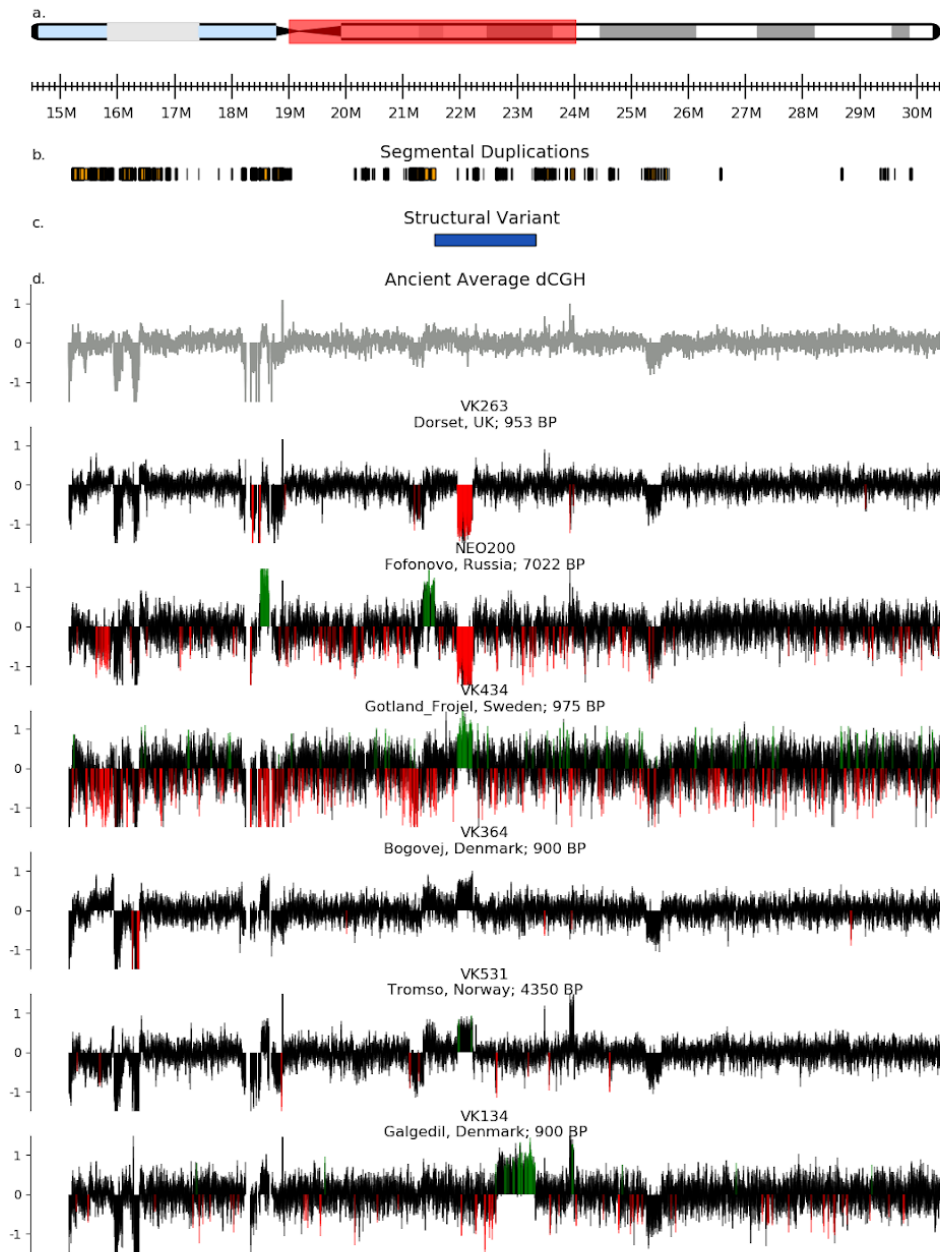 a.
15M 16M 17M 18M 19M 20M 21M 22M 23M 24M 25M 26M 27M 28M 29M 30M
b.
Segmental Duplications
c.
Structural Variant
d.
Ancient Average dCGH
1
0
-1
VK263
Dorset, UK; 953 BP
1
0
-1
NEO200
Fofonovo, Russia; 7022 BP
1
0
-1
VK434
Gotland_Frojel, Sweden; 975 BP
1
0
-1
VK364
Bogovej, Denmark; 900 BP
1
0
-1
VK531
Tromso, Norway; 4350 BP
1
0
-1
VK134
Galgedil, Denmark; 900 BP
1
0
-1